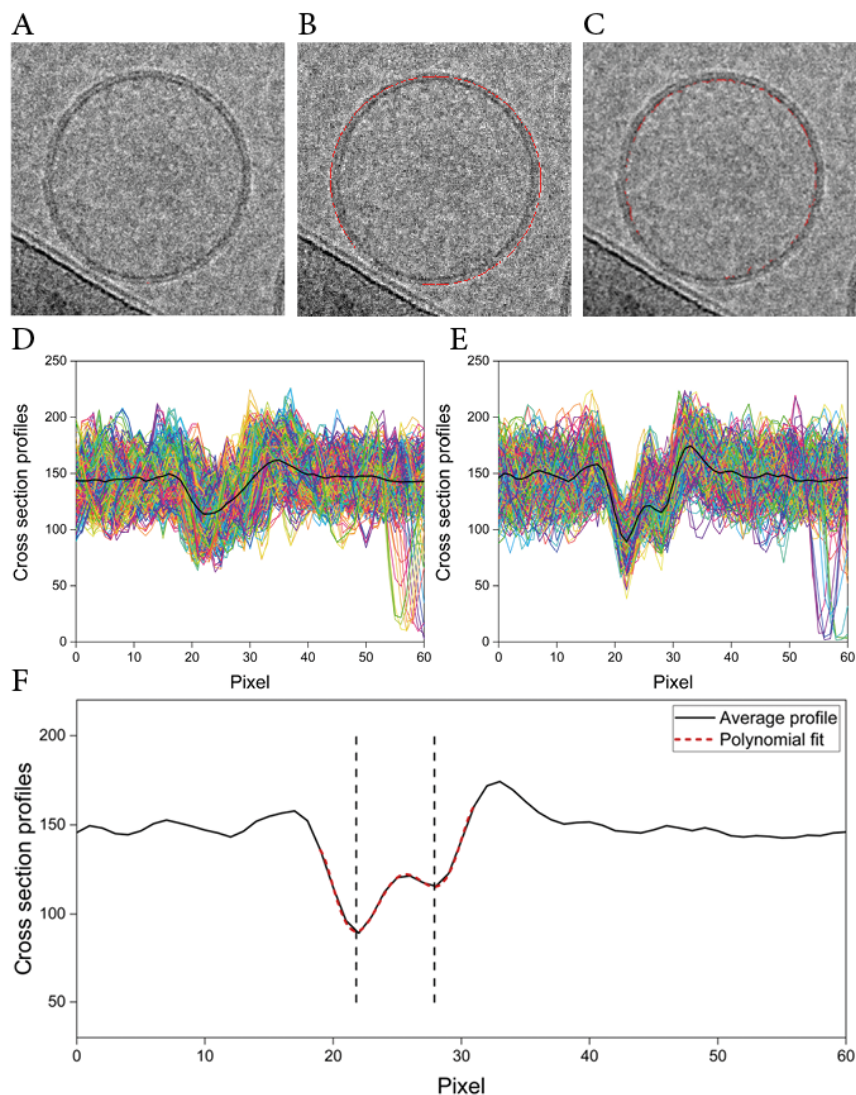 A
B
C
D
E
250
200
150
100
50
0
Cross section profiles
0 10 20 30 40 50 60
Pixel
250
200
150
100
50
0
Cross section profiles
0 10 20 30 40 50 60
Pixel
F
200
150
100
50
Cross section profiles
Average profile
Polynomial fit
0 10 20 30 40 50 60
Pixel